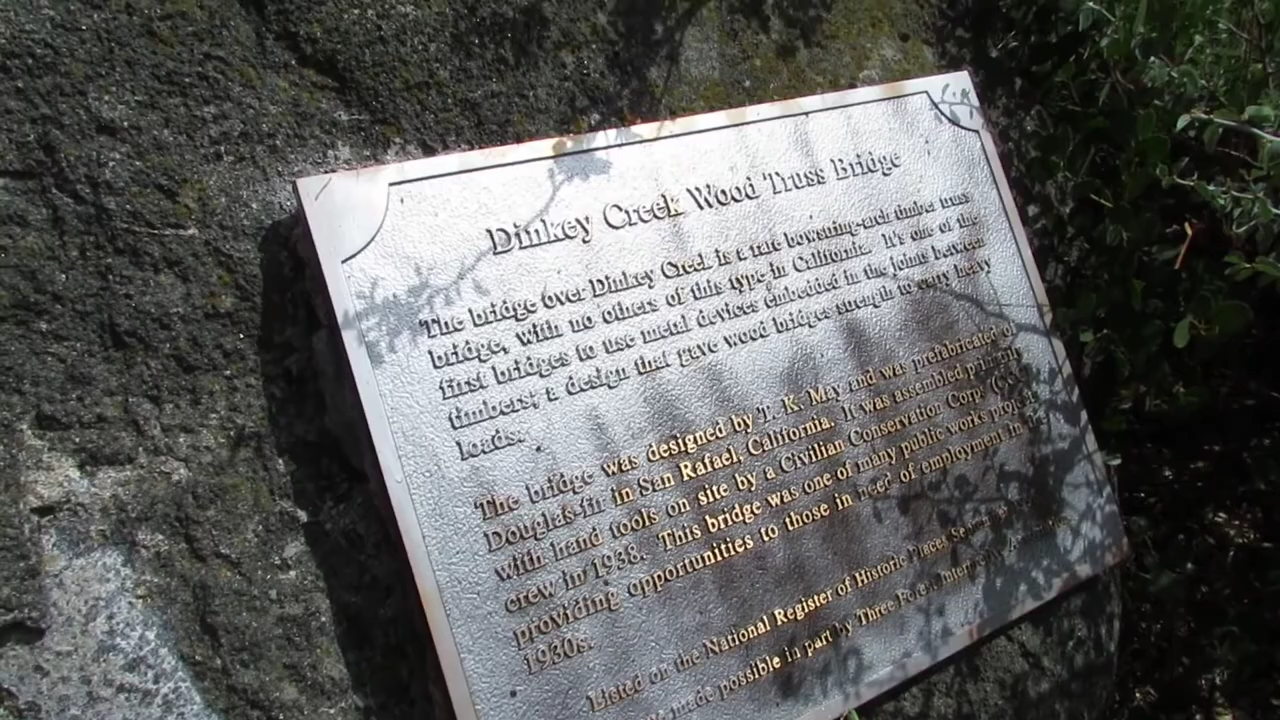 Dinkey Creek Wood Truss Bridge
The bridge over Dinkey Creek is a rare bowstring-arch timber truss
bridge, with no others of this type in California. It's one of the
first bridges to use metal devices embedded in the joints between
timbers; a design that gave wood bridges strength to carry heavy
loads.
The bridge was designed by T. K. May and was prefabricated of
Douglas-fir in San Rafael, California. It was assembled primarily
with hand tools on site by a Civilian Conservation Corp. (CCC)
crew in 1938. This bridge was one of many public works projects
providing opportunities to those in need of employment in the
1930s.
Listed on the National Register of Historic Places
made possible in part by Three Forest Interpretive